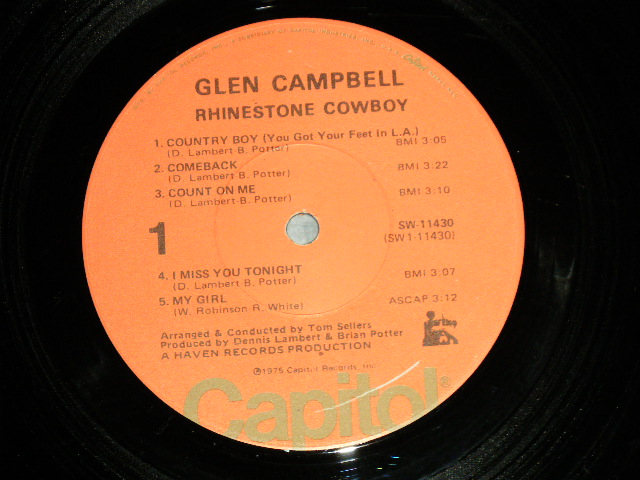 GLEN CAMPBELL
RHINESTONE COWBOY
1. COUNTRY BOY (You Got Your Feet In L.A.) BMI 3:05
(D. Lambert-B. Potter)
2. COMEBACK BMI 3:22
(D. Lambert B. Potter)
3. COUNT ON ME BMI 3:10
(D. Lambert-B. Potter)
1
SW-11430
(SW1-11430)
4. I MISS YOU TONIGHT BMI 3:07
(D. Lambert B. Potter)
5. MY GIRL ASCAP 3:12
(W. Robinson R. White)
Arranged & Conducted by Tom Sellers
Produced by Dennis Lambert & Brian Potter
A HAVEN RECORDS PRODUCTION
℗1975 Capitol Records, Inc.
Capitol®